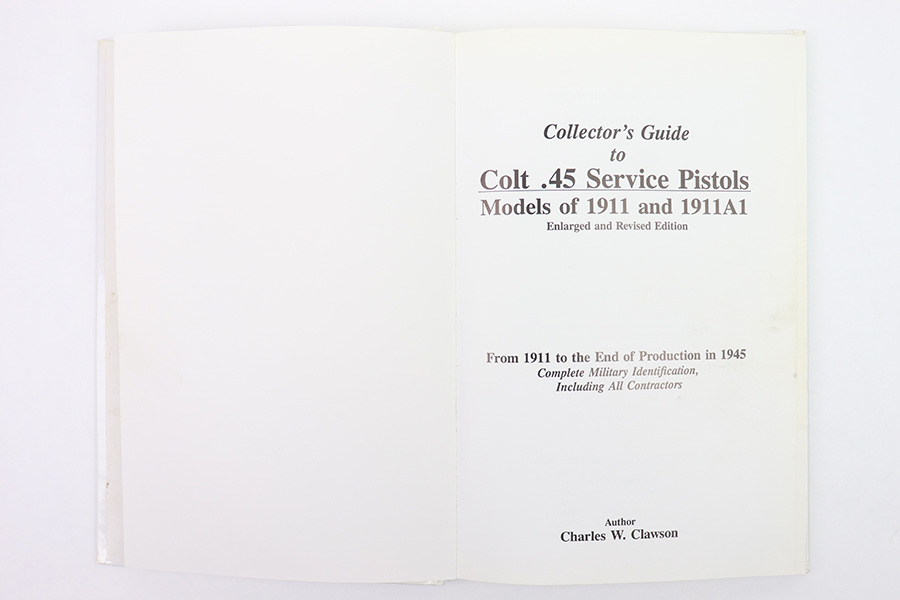 Collector's Guide
to
Colt .45 Service Pistols
Models of 1911 and 1911A1
Enlarged and Revised Edition
From 1911 to the End of Production in 1945
Complete Military Identification,
Including All Contractors
Author
Charles W. Clawson